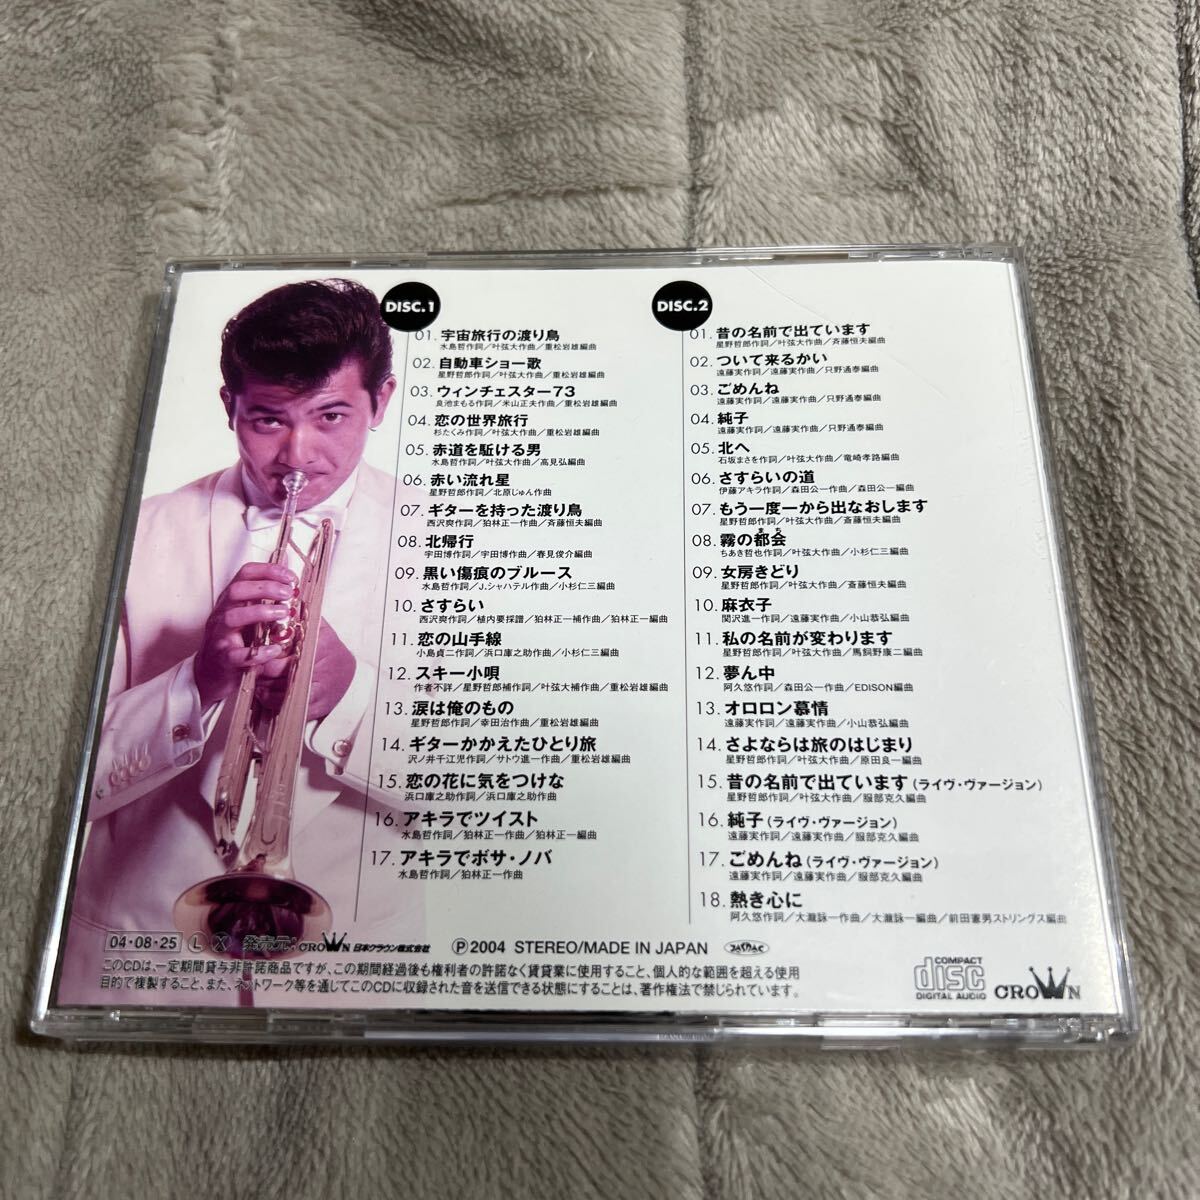 DISC.1
01. 宇宙旅行の渡り鳥
水島哲作詞／叶弦大作曲／重松岩雄編曲
02. 自動車ショー歌
星野哲郎作詞／叶弦大作曲／重松岩雄編曲
03. ウィンチェスター73
良池まもる作詞／米山正夫作曲／重松岩雄編曲
04. 恋の世界旅行
杉たくみ作詞／叶弦大作曲／重松岩雄編曲
05. 赤道を駈ける男
水島哲作詞／叶弦大作曲／高見弘編曲
06. 赤い流れ星
星野哲郎作詞／北原じゅん作曲
07. ギターを持った渡り鳥
西沢爽作詞／狛林正一作曲／斉藤恒夫編曲
08. 北帰行
宇田博作詞／宇田博作曲／春見俊介編曲
09. 黒い傷痕のブルース
水島哲作詞／J.シャハテル作曲／小杉仁三編曲
10. さすらい
西沢爽作詞／植内要採譜／狛林正一補作曲／狛林正一編曲
11. 恋の山手線
小島貞二作詞／浜口庫之助作曲／小杉仁三編曲
12. スキー小唄
作者不詳／星野哲郎補作詞／叶弦大補作曲／重松岩雄編曲
13. 涙は俺のもの
星野哲郎作詞／幸田治作曲／重松岩雄編曲
14. ギターかかえたひとり旅
沢ノ井千江児作詞／サトウ進一作曲／重松岩雄編曲
15. 恋の花に気をつけな
浜口庫之助作詞／浜口庫之助作曲
16. アキラでツイスト
水島哲作詞／狛林正一作曲／狛林正一編曲
17. アキラでボサ・ノバ
水島哲作詞／狛林正一作曲
DISC.2
01. 昔の名前で出ています
星野哲郎作詞／叶弦大作曲／斉藤恒夫編曲
02. ついて来るかい
遠藤実作詞／遠藤実作曲／只野通泰編曲
03. ごめんね
遠藤実作詞／遠藤実作曲／只野通泰編曲
04. 純子
遠藤実作詞／遠藤実作曲／只野通泰編曲
05. 北へ
石坂まさを作詞／叶弦大作曲／竜崎孝路編曲
06. さすらいの道
伊藤アキラ作詞／森田公一作曲／森田公一編曲
07. もう一度一から出なおします
星野哲郎作詞／叶弦大作曲／斎藤恒夫編曲
08. 霧の都会
まち
ちあき哲也作詞／叶弦大作曲／小杉仁三編曲
09. 女房きどり
星野哲郎作詞／叶弦大作曲／斎藤恒夫編曲
10. 麻衣子
関沢進一作詞／遠藤実作曲／小山恭弘編曲
11. 私の名前が変わります
星野哲郎作詞／叶弦大作曲／馬飼野康二編曲
12. 夢ん中
阿久悠作詞／森田公一作曲／EDISON編曲
13. オロロン慕情
遠藤実作詞／遠藤実作曲／小山恭弘編曲
14. さよならは旅のはじまり
星野哲郎作詞／叶弦大作曲／原田良一編曲
15. 昔の名前で出ています（ライヴ・ヴァージョン）
星野哲郎作詞／叶弦大作曲／服部克久編曲
16. 純子（ライヴ・ヴァージョン）
遠藤実作詞／遠藤実作曲／服部克久編曲
17. ごめんね（ライヴ・ヴァージョン）
遠藤実作詞／遠藤実作曲／服部克久編曲
18. 熱き心に
阿久悠作詞／大瀧詠一作曲／大瀧詠一編曲／前田憲男ストリングス編曲
04・08・25 Ⓛ Ⓧ 発売元：CROWN 日本クラウン株式会社 Ⓟ2004 STEREO/MADE IN JAPAN JASRAC
このCDは、一定期間貸与非許諾商品ですが、この期間経過後も権利者の許諾なく賃貸業に使用すること、個人的な範囲を超える使用
目的で複製すること、また、ネットワーク等を通じてこのCDに収録された音を送信できる状態にすることは、著作権法で禁じられています。
COMPACT
disc
DIGITAL AUDIO
CROWN